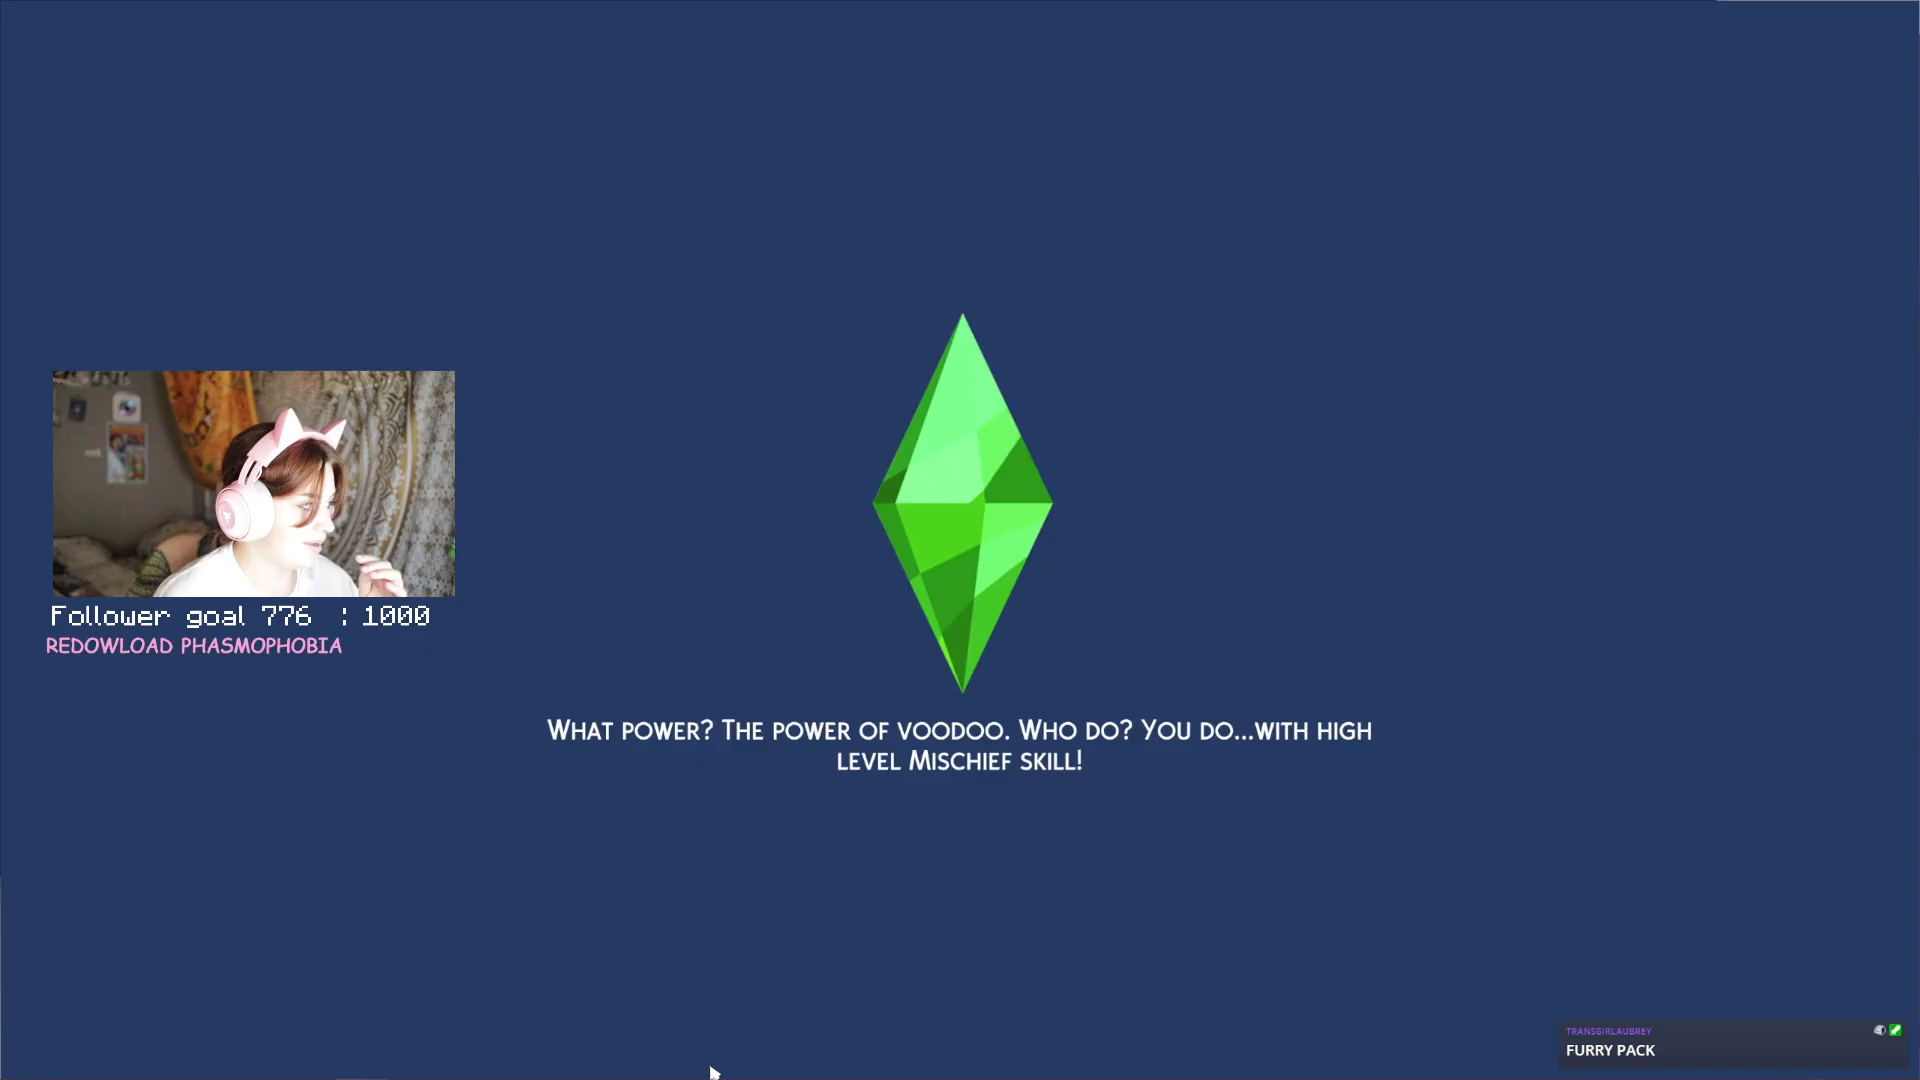 Follower goal 776 : 1000
REDOWLOAD PHASMOPHOBIA
What power? The power of voodoo. Who do? You do...with high
level Mischief skill!
TRANSGIRLAUBREY
FURRY PACK